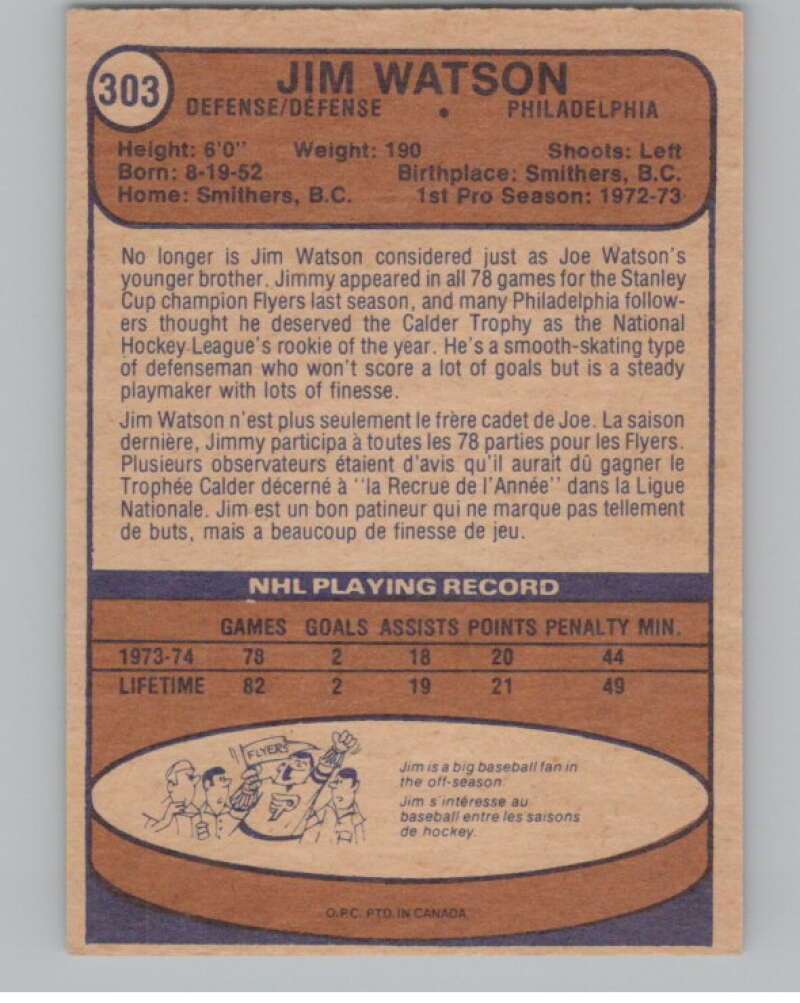 303
JIM WATSON
DEFENSE/DÉFENSE • PHILADELPHIA
Height: 6'0" Weight: 190 Shoots: Left
Born: 8-19-52 Birthplace: Smithers, B.C.
Home: Smithers, B.C. 1st Pro Season: 1972-73
No longer is Jim Watson considered just as Joe Watson's
younger brother. Jimmy appeared in all 78 games for the Stanley
Cup champion Flyers last season, and many Philadelphia follow-
ers thought he deserved the Calder Trophy as the National
Hockey League's rookie of the year. He's a smooth-skating type
of defenseman who won't score a lot of goals but is a steady
playmaker with lots of finesse.
Jim Watson n'est plus seulement le frère cadet de Joe. La saison
dernière, Jimmy participa à toutes les 78 parties pour les Flyers.
Plusieurs observateurs étaient d'avis qu'il aurait dû gagner le
Trophée Calder décerné à ''la Recrue de l'Année'' dans la Ligue
Nationale. Jim est un bon patineur qui ne marque pas tellement
de buts, mais a beaucoup de finesse de jeu.
NHL PLAYING RECORD
GAMES GOALS ASSISTS POINTS PENALTY MIN.
1973-74 78 2 18 20 44
LIFETIME 82 2 19 21 49
FLYERS
P
Jim is a big baseball fan in
the off-season.
Jim s'intéresse au
baseball entre les saisons
de hockey.
O.P.C. PTD. IN CANADA